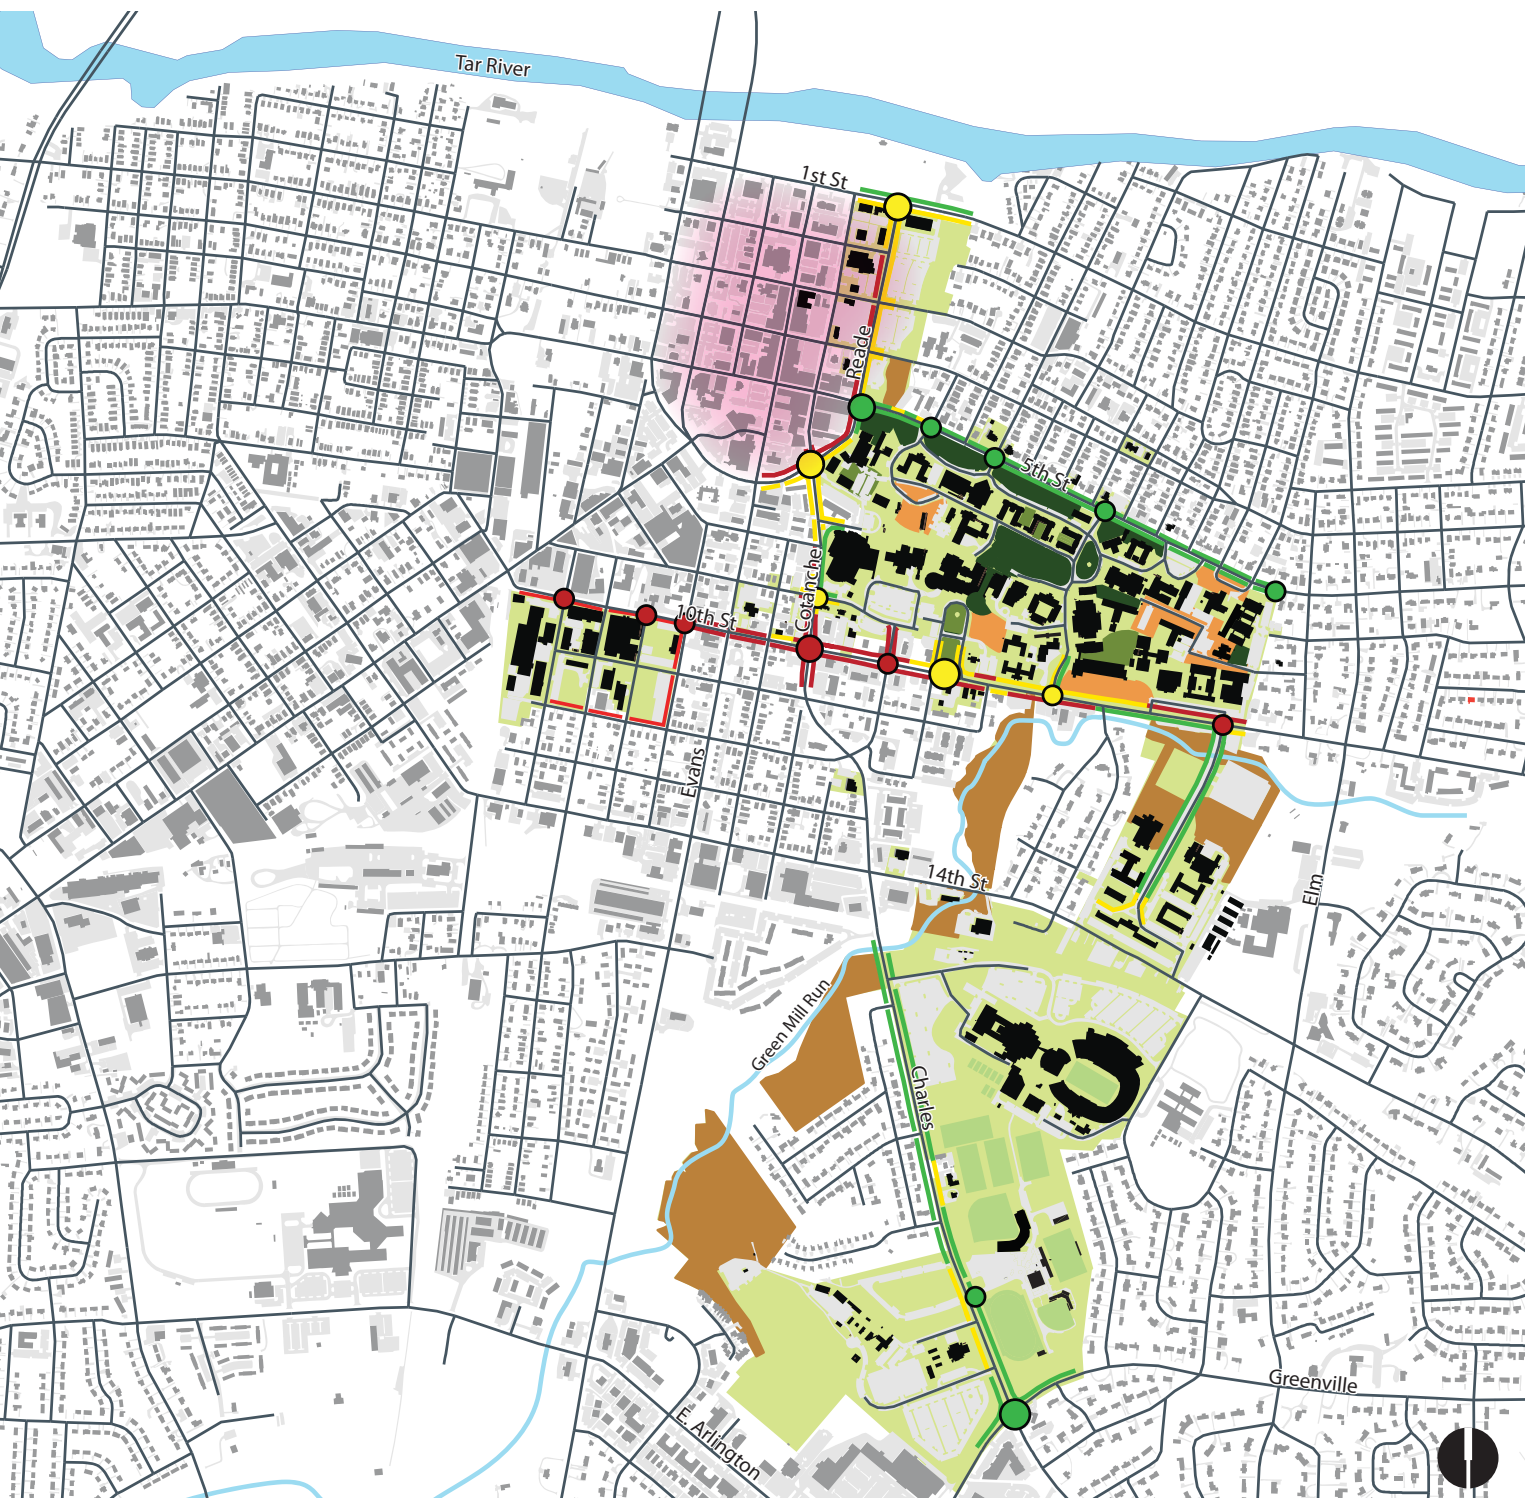 Tar River
1st St
Reade
5th St
Cotanche
10th St
Evans
14th St
Elm
Green Mill Run
Charles
Greenville
E. Arlington